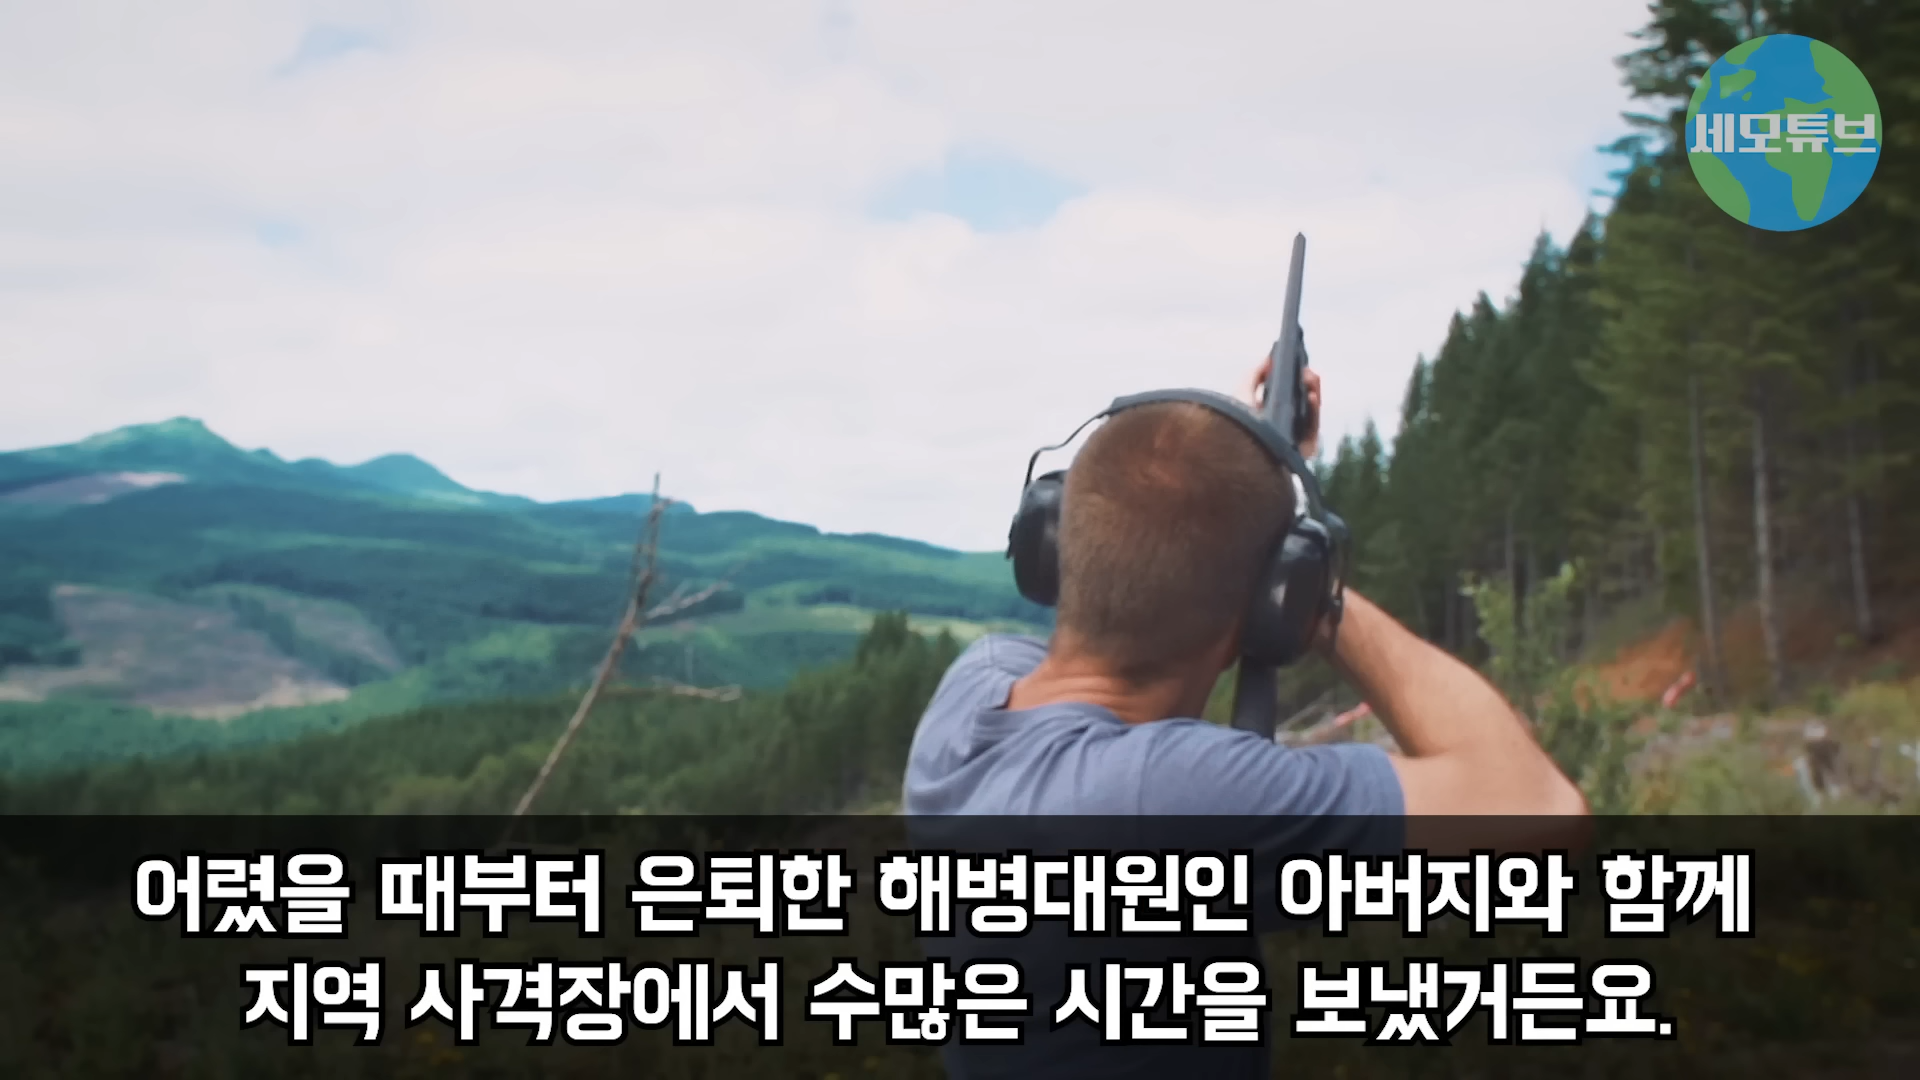 세모튜브
어렸을 때부터 은퇴한 해병대원인 아버지와 함께
지역 사격장에서 수많은 시간을 보냈거든요.